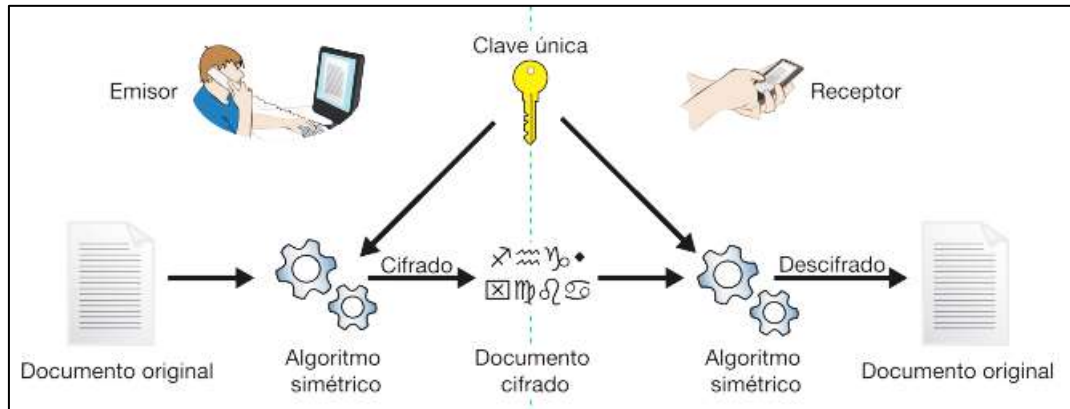 Clave única
Emisor
Receptor
Cifrado
Descifrado
Documento original
Algoritmo
simétrico
Documento
cifrado
Algoritmo
simétrico
Documento original